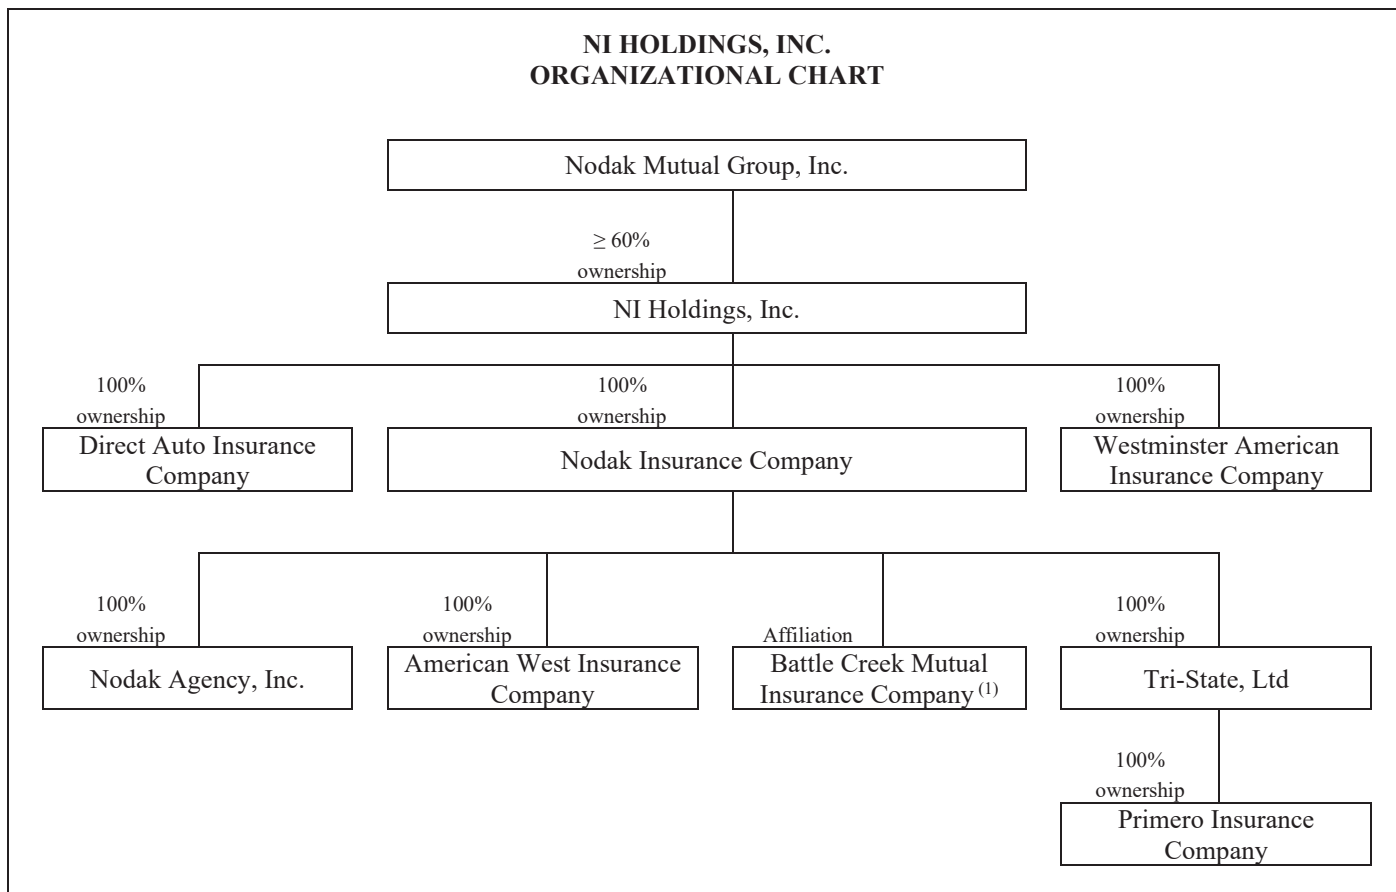 NI HOLDINGS, INC.
ORGANIZATIONAL CHART
Nodak Mutual Group, Inc.
≥ 60%
ownership
NI Holdings, Inc.
100%
ownership
Direct Auto Insurance
Company
100%
ownership
Nodak Insurance Company
100%
ownership
Westminster American
Insurance Company
100%
ownership
Nodak Agency, Inc.
100%
ownership
American West Insurance
Company
Affiliation
Battle Creek Mutual
Insurance Company (1)
100%
ownership
Tri-State, Ltd
100%
ownership
Primero Insurance
Company